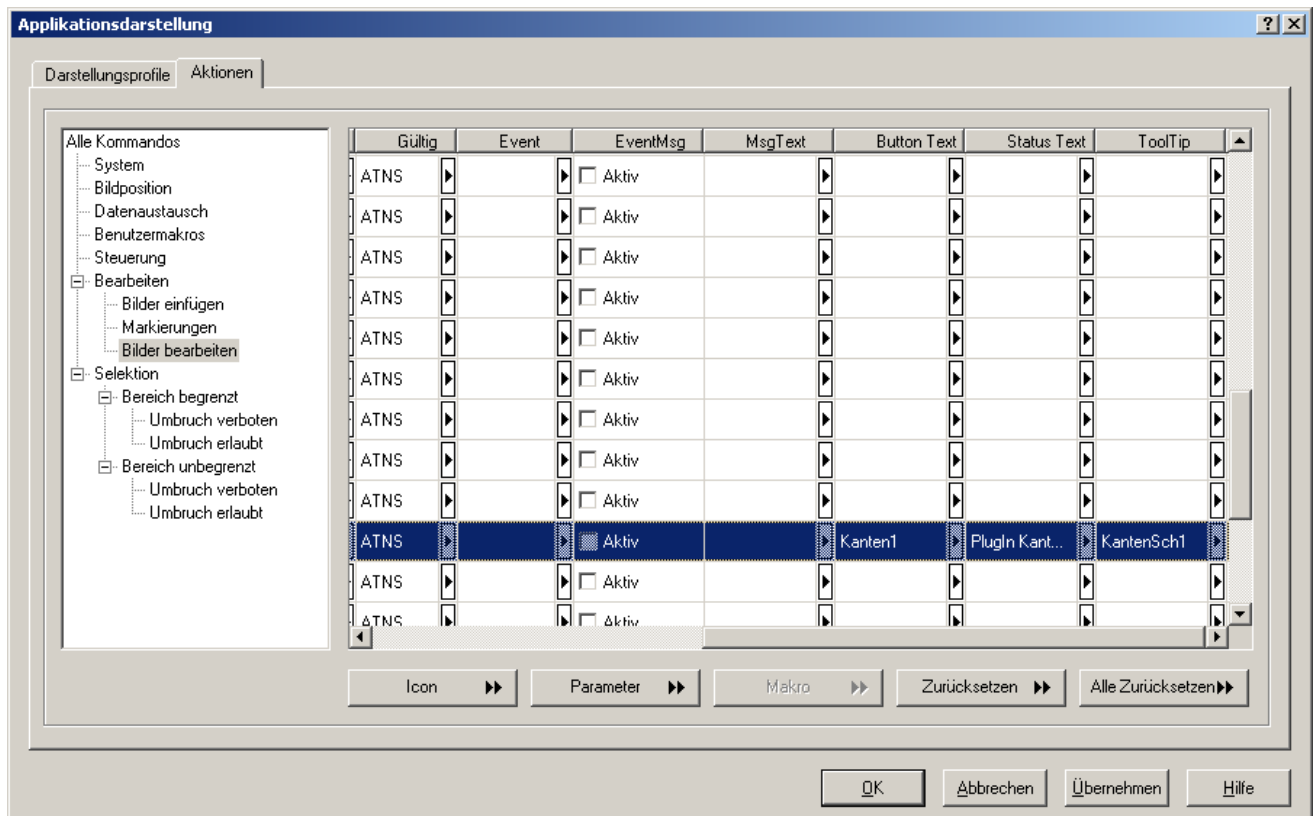 Applikationsdarstellung
Darstellungsprofile Aktionen
Alle Kommandos
System
Bildposition
Datenaustausch
Benutzermakros
Steuerung
Bearbeiten
Bilder einfügen
Markierungen
Bilder bearbeiten
Selektion
Bereich begrenzt
Umbruch verboten
Umbruch erlaubt
Bereich unbegrenzt
Umbruch verboten
Umbruch erlaubt
Gültig Event EventMsg MsgText Button Text Status Text ToolTip
ATNS Aktiv
ATNS Aktiv
ATNS Aktiv
ATNS Aktiv
ATNS Aktiv
ATNS Aktiv
ATNS Aktiv
ATNS Aktiv
ATNS Aktiv
ATNS Aktiv Kanten1 PlugIn Kant... KantenSch1
ATNS Aktiv
ATNS Aktiv
Icon Parameter Makro Zurücksetzen Alle Zurücksetzen
OK Abbrechen Übernehmen Hilfe